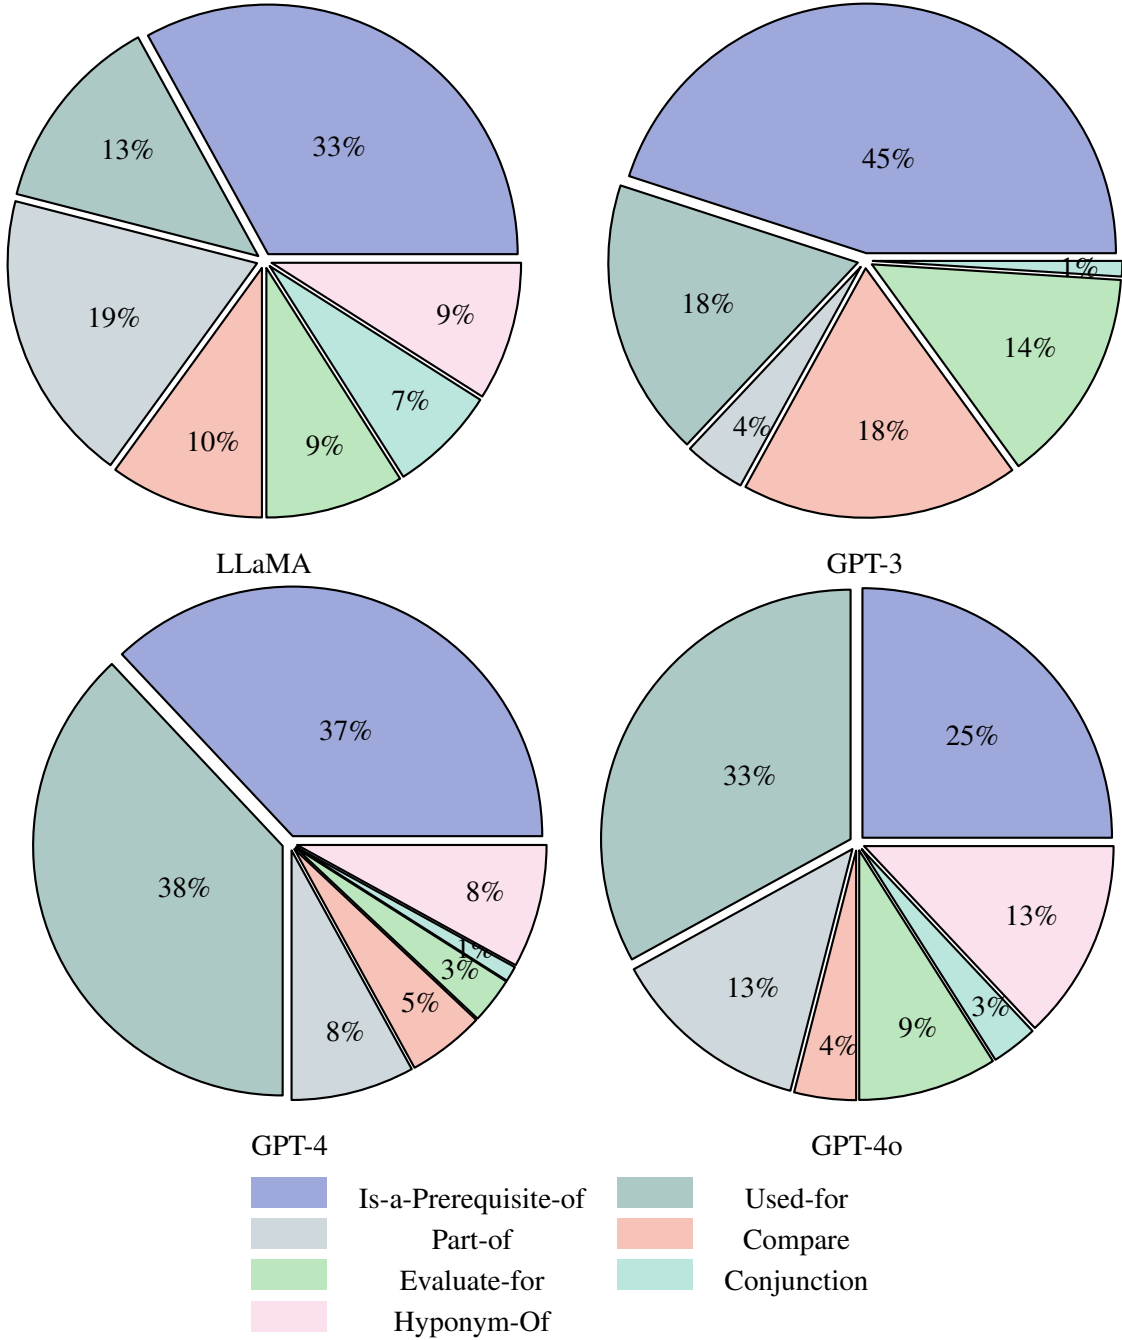 33%
13%
19%
10%
9%
7%
9%
LLaMA
45%
18%
4%
18%
14%
1%
GPT-3
37%
38%
8%
5%
3%
1%
8%
GPT-4
25%
33%
13%
4%
9%
3%
13%
GPT-4o
Is-a-Prerequisite-of
Used-for
Part-of
Compare
Evaluate-for
Conjunction
Hyponym-Of